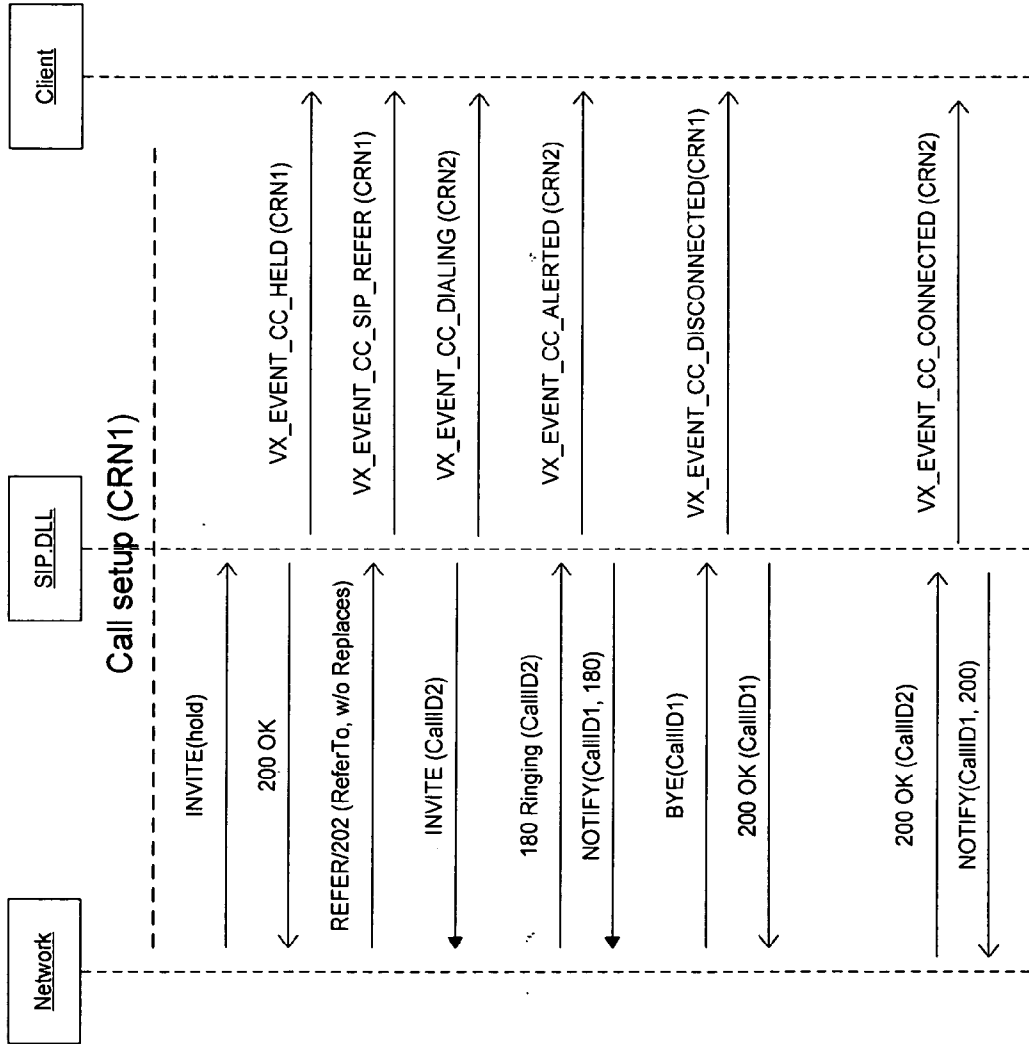 Network
SIP.DLL
Client
Call setup (CRN1)
INVITE(hold)
200 OK
VX_EVENT_CC_HELD (CRN1)
REFER/202 (ReferTo, w/o Replaces)
VX_EVENT_CC_SIP_REFER (CRN1)
INVITE (CallID2)
VX_EVENT_CC_DIALING (CRN2)
180 Ringing (CallID2)
VX_EVENT_CC_ALERTED (CRN2)
NOTIFY(CallID1, 180)
BYE(CallID1)
VX_EVENT_CC_DISCONNECTED(CRN1)
200 OK (CallID1)
200 OK (CallID2)
VX_EVENT_CC_CONNECTED (CRN2)
NOTIFY(CallID1, 200)